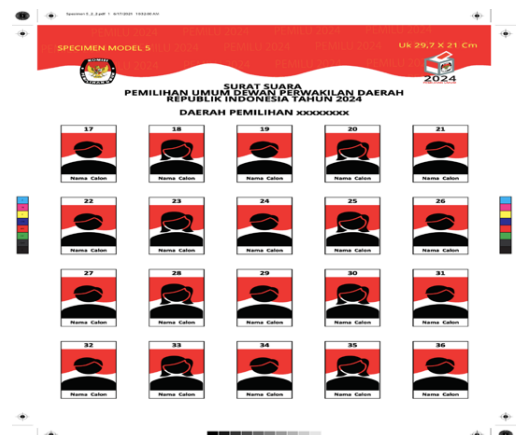 SPECIMEN MODEL 5
Uk 29,7 X 21 Cm
2024
SURAT SUARA
PEMILIHAN UMUM DEWAN PERWAKILAN DAERAH
REPUBLIK INDONESIA TAHUN 2024
DAERAH PEMILIHAN xxxxxxxx
17 18 19 20 21
Nama Calon Nama Calon Nama Calon Nama Calon Nama Calon
22 23 24 25 26
Nama Calon Nama Calon Nama Calon Nama Calon Nama Calon
27 28 29 30 31
Nama Calon Nama Calon Nama Calon Nama Calon Nama Calon
32 33 34 35 36
Nama Calon Nama Calon Nama Calon Nama Calon Nama Calon